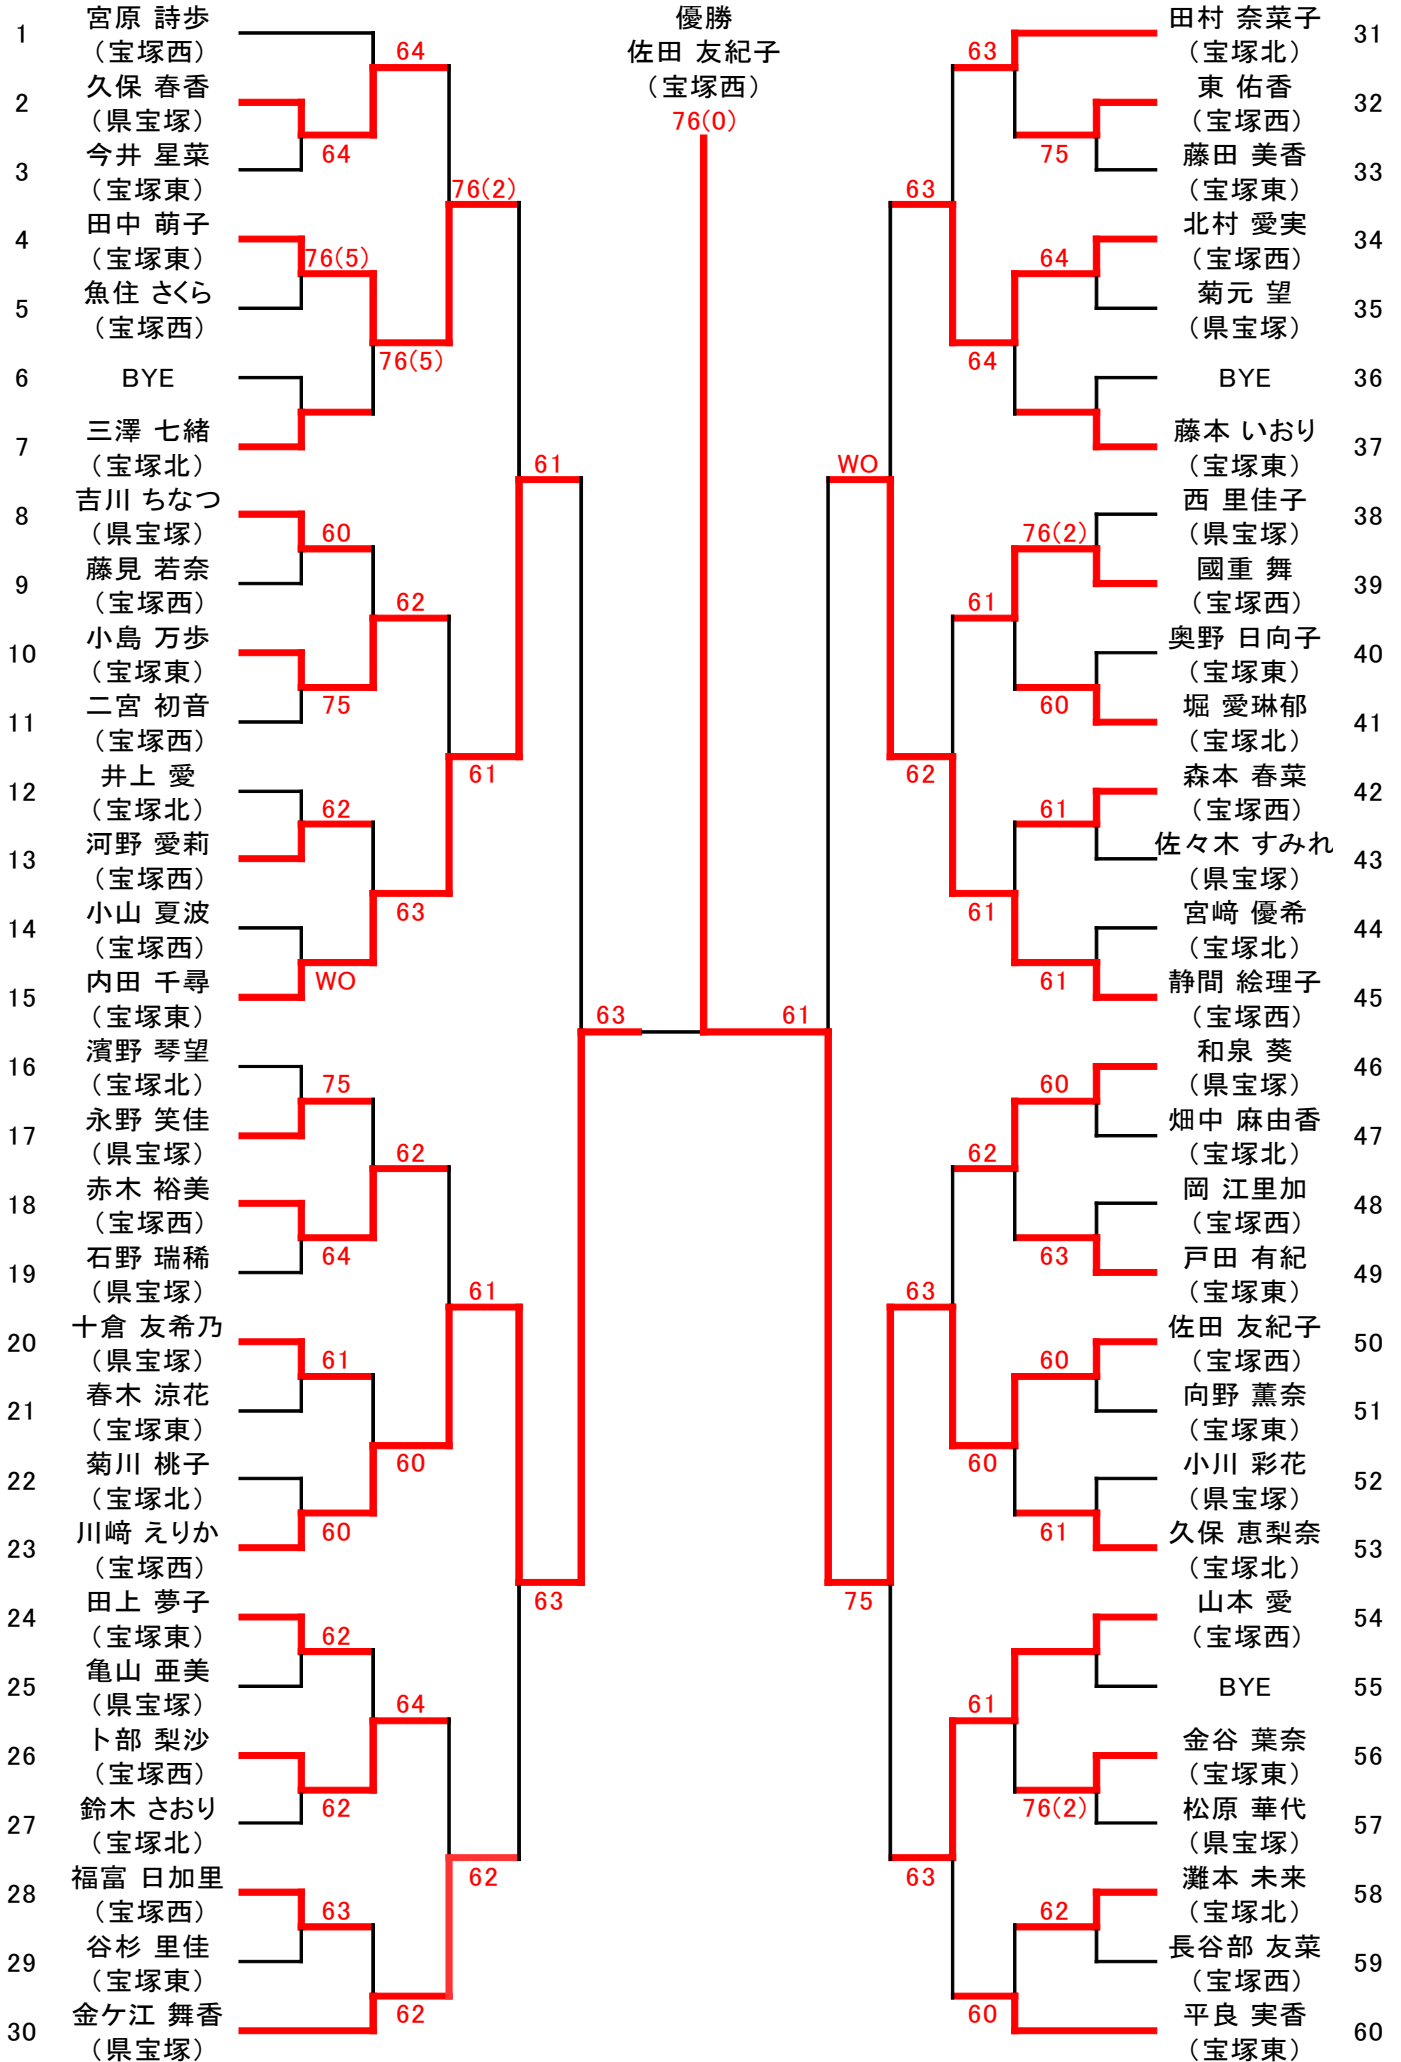 優勝
佐田 友紀子
（宝塚西）
76(0)
1 宮原 詩歩
（宝塚西）
2 久保 春香
（県宝塚）
3 今井 星菜
（宝塚東）
4 田中 萌子
（宝塚東）
5 魚住 さくら
（宝塚西）
6 BYE
7 三澤 七緒
（宝塚北）
8 吉川 ちなつ
（県宝塚）
9 藤見 若奈
（宝塚西）
10 小島 万歩
（宝塚東）
11 二宮 初音
（宝塚西）
12 井上 愛
（宝塚北）
13 河野 愛莉
（宝塚西）
14 小山 夏波
（宝塚西）
15 内田 千尋
（宝塚東）
16 濱野 琴望
（宝塚北）
17 永野 笑佳
（県宝塚）
18 赤木 裕美
（宝塚西）
19 石野 瑞稀
（県宝塚）
20 十倉 友希乃
（県宝塚）
21 春木 涼花
（宝塚東）
22 菊川 桃子
（宝塚北）
23 川﨑 えりか
（宝塚西）
24 田上 夢子
（宝塚東）
25 亀山 亜美
（県宝塚）
26 卜部 梨沙
（宝塚西）
27 鈴木 さおり
（宝塚北）
28 福富 日加里
（宝塚西）
29 谷杉 里佳
（宝塚東）
30 金ケ江 舞香
（県宝塚）
64
76(5)
60
75
62
WO
75
64
61
60
62
62
63
64
76(5)
62
63
62
60
64
62
76(2)
61
61
62
61
63
63
61
WO
75
63
62
63
63
63
64
61
61
62
60
61
60
75
64
76(2)
60
61
61
60
63
60
61
76(2)
62
田村 奈菜子 31
（宝塚北）
東 佑香 32
（宝塚西）
藤田 美香 33
（宝塚東）
北村 愛実 34
（宝塚西）
菊元 望 35
（県宝塚）
BYE 36
藤本 いおり 37
（宝塚東）
西 里佳子 38
（県宝塚）
國重 舞 39
（宝塚西）
奥野 日向子 40
（宝塚東）
堀 愛琳郁 41
（宝塚北）
森本 春菜 42
（宝塚西）
佐々木 すみれ 43
（県宝塚）
宮﨑 優希 44
（宝塚北）
静間 絵理子 45
（宝塚西）
和泉 葵 46
（県宝塚）
畑中 麻由香 47
（宝塚北）
岡 江里加 48
（宝塚西）
戸田 有紀 49
（宝塚東）
佐田 友紀子 50
（宝塚西）
向野 薫奈 51
（宝塚東）
小川 彩花 52
（県宝塚）
久保 恵梨奈 53
（宝塚北）
山本 愛 54
（宝塚西）
BYE 55
金谷 葉奈 56
（宝塚東）
松原 華代 57
（県宝塚）
灘本 未来 58
（宝塚北）
長谷部 友菜 59
（宝塚西）
平良 実香 60
（宝塚東）